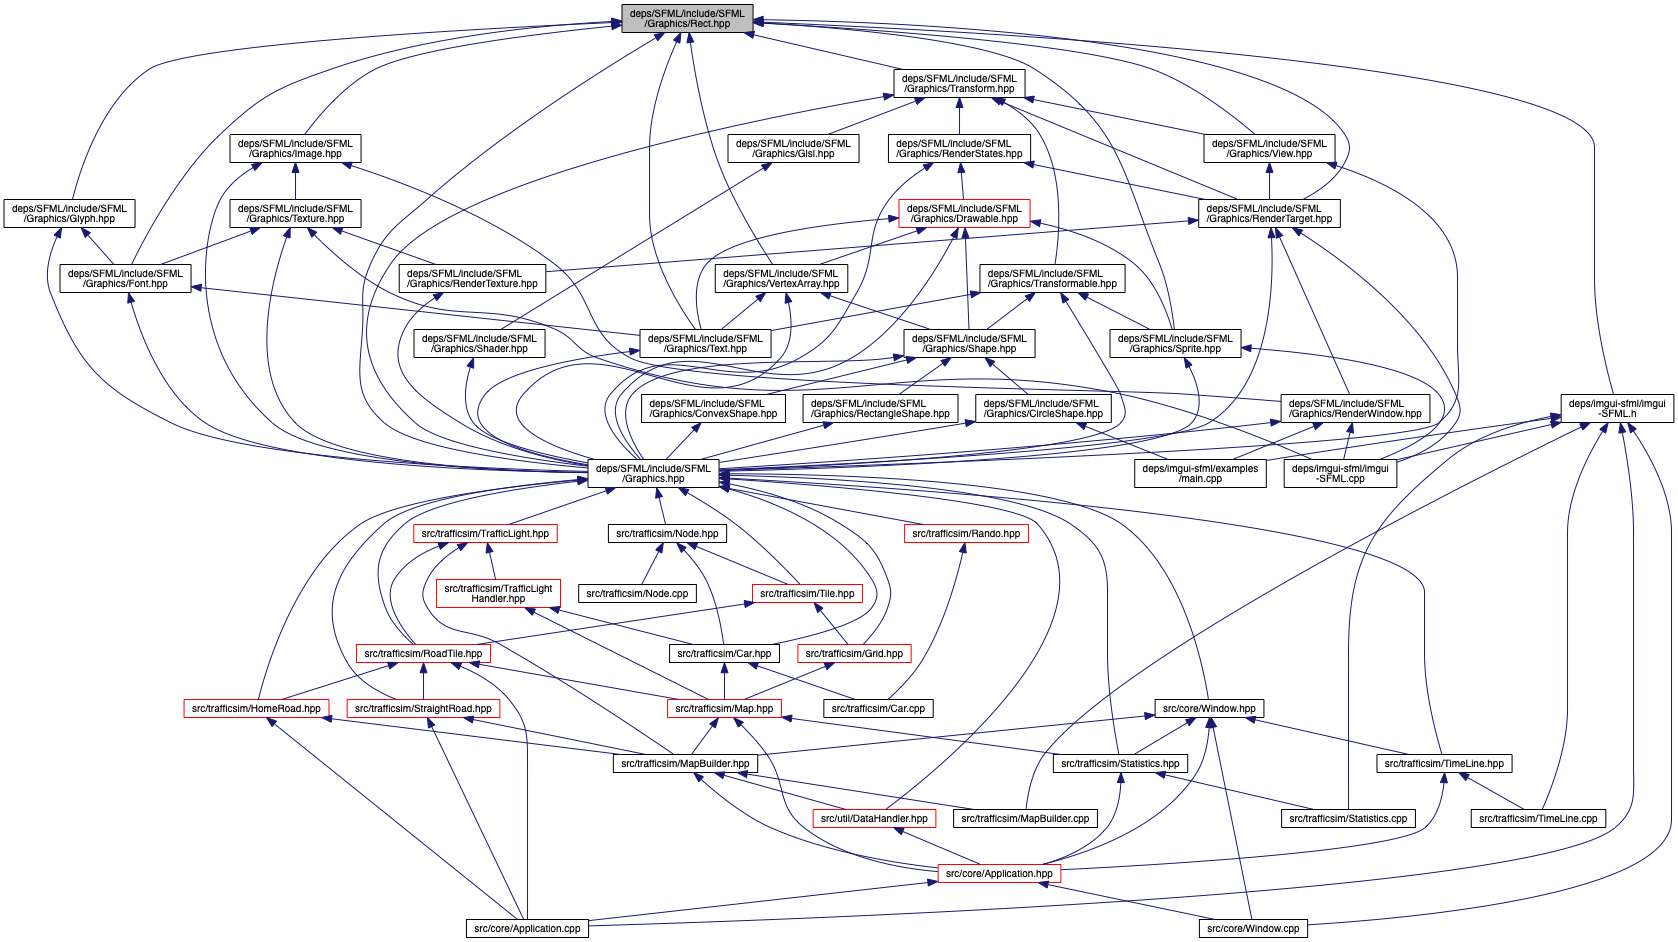 deps/SFML/include/SFML
/Graphics/Rect.hpp
deps/SFML/include/SFML
/Graphics/Transform.hpp
deps/SFML/include/SFML
/Graphics/Image.hpp
deps/SFML/include/SFML
/Graphics/Glsl.hpp
deps/SFML/include/SFML
/Graphics/RenderStates.hpp
deps/SFML/include/SFML
/Graphics/View.hpp
deps/SFML/include/SFML
/Graphics/Glyph.hpp
deps/SFML/include/SFML
/Graphics/Texture.hpp
deps/SFML/include/SFML
/Graphics/Drawable.hpp
deps/SFML/include/SFML
/Graphics/RenderTarget.hpp
deps/SFML/include/SFML
/Graphics/Font.hpp
deps/SFML/include/SFML
/Graphics/RenderTexture.hpp
deps/SFML/include/SFML
/Graphics/VertexArray.hpp
deps/SFML/include/SFML
/Graphics/Transformable.hpp
deps/SFML/include/SFML
/Graphics/Shader.hpp
deps/SFML/include/SFML
/Graphics/Text.hpp
deps/SFML/include/SFML
/Graphics/Shape.hpp
deps/SFML/include/SFML
/Graphics/Sprite.hpp
deps/SFML/include/SFML
/Graphics/ConvexShape.hpp
deps/SFML/include/SFML
/Graphics/RectangleShape.hpp
deps/SFML/include/SFML
/Graphics/CircleShape.hpp
deps/SFML/include/SFML
/Graphics/RenderWindow.hpp
deps/imgui-sfml/imgui
-SFML.h
deps/SFML/include/SFML
/Graphics.hpp
deps/imgui-sfml/examples
/main.cpp
deps/imgui-sfml/imgui
-SFML.cpp
src/trafficsim/TrafficLight.hpp
src/trafficsim/Node.hpp
src/trafficsim/Rando.hpp
src/trafficsim/TrafficLight
Handler.hpp
src/trafficsim/Node.cpp
src/trafficsim/Tile.hpp
src/trafficsim/RoadTile.hpp
src/trafficsim/Car.hpp
src/trafficsim/Grid.hpp
src/trafficsim/HomeRoad.hpp
src/trafficsim/StraightRoad.hpp
src/trafficsim/Map.hpp
src/trafficsim/Car.cpp
src/core/Window.hpp
src/trafficsim/MapBuilder.hpp
src/trafficsim/Statistics.hpp
src/trafficsim/TimeLine.hpp
src/util/DataHandler.hpp
src/trafficsim/MapBuilder.cpp
src/trafficsim/Statistics.cpp
src/trafficsim/TimeLine.cpp
src/core/Application.hpp
src/core/Application.cpp
src/core/Window.cpp